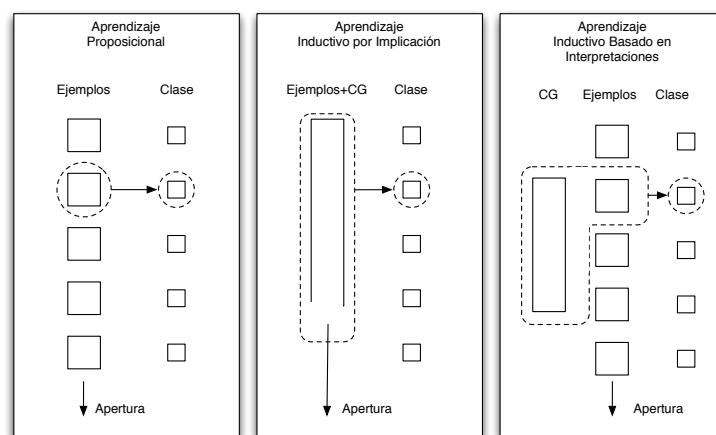 Aprendizaje
Proposicional
Ejemplos
Clase
Apertura
Aprendizaje
Inductivo por Implicación
Ejemplos+CG
Clase
Apertura
Aprendizaje
Inductivo Basado en
Interpretaciones
CG
Ejemplos
Clase
Apertura